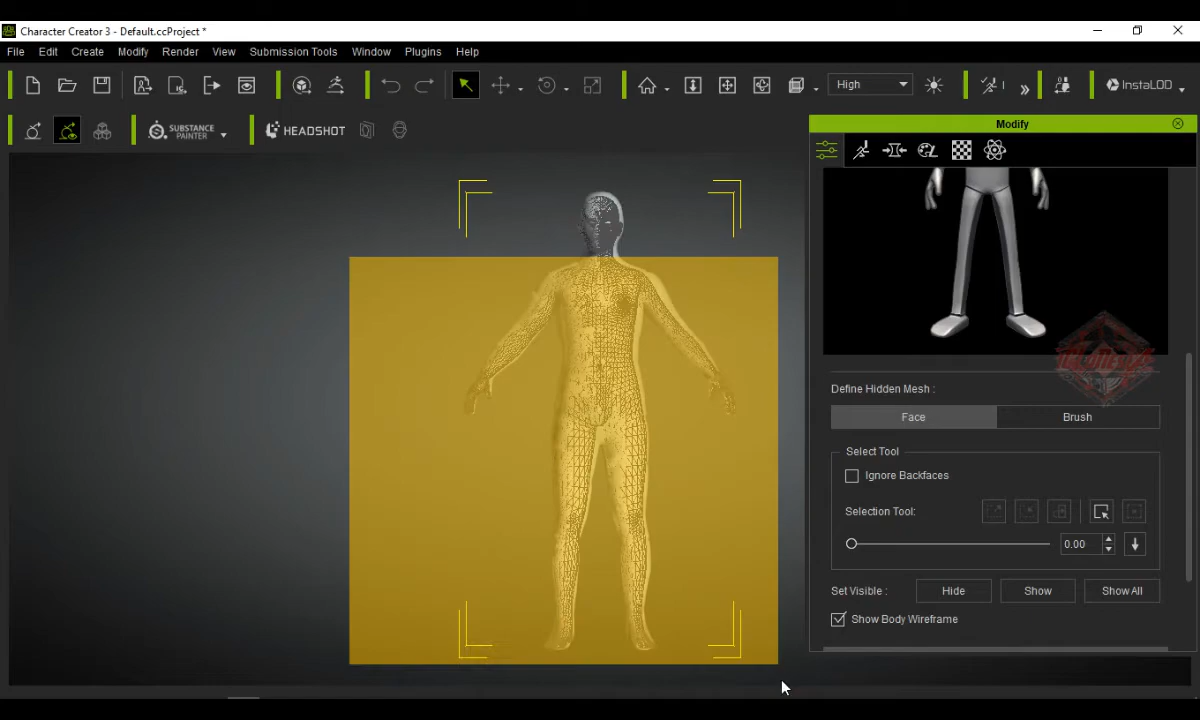 Character Creator 3 - Default.ccProject *
File Edit Create Modify Render View Submission Tools Window Plugins Help
High
InstaLOD
SUBSTANCE
PAINTER
HEADSHOT
Modify
Define Hidden Mesh :
Face
Brush
Select Tool
Ignore Backfaces
Selection Tool:
0.00
Set Visible :
Hide
Show
Show All
Show Body Wireframe